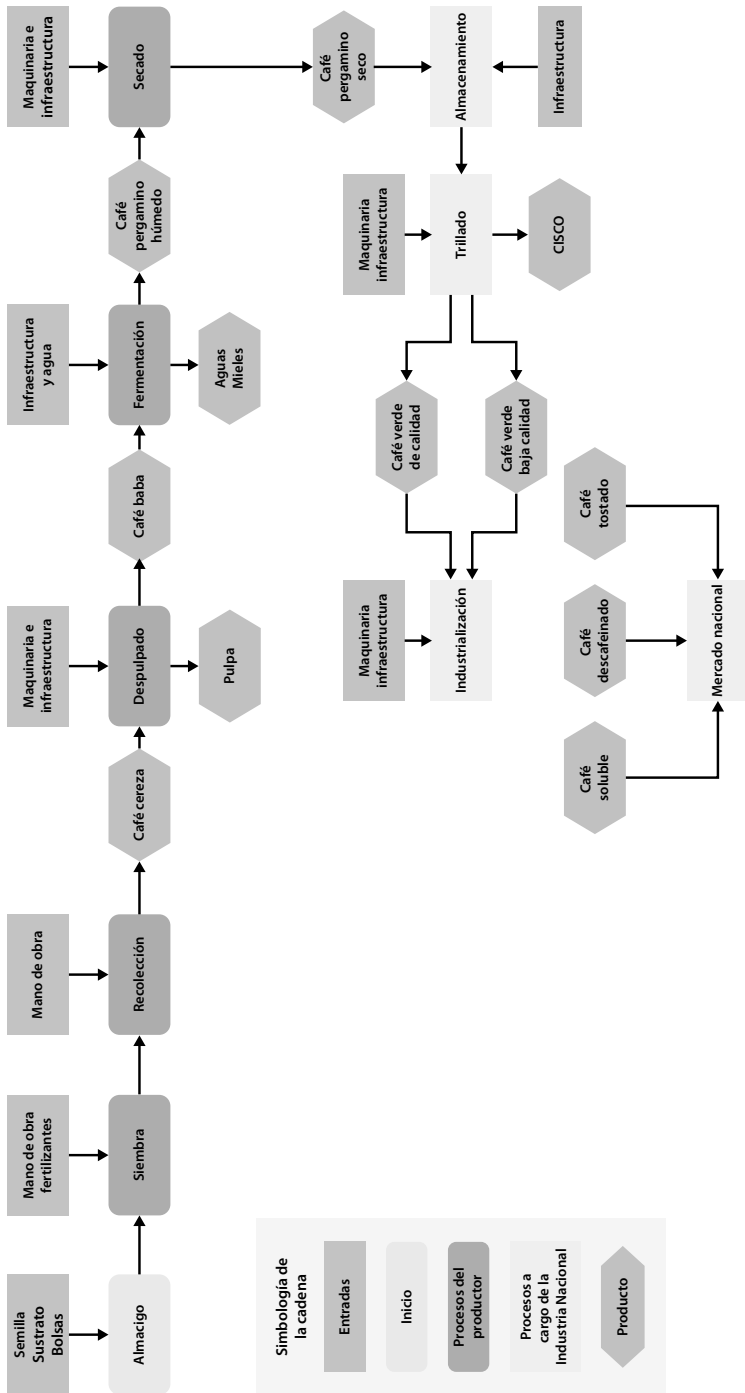 Semilla
Sustrato
Bolsas
Mano de obra
fertilizantes
Mano de obra
Maquinaria e
infraestructura
Infraestructura
y agua
Maquinaria e
infraestructura
Almacigo
Siembra
Recolección
Café cereza
Despulpado
Café baba
Fermentación
Café
pergamino
húmedo
Secado
Pulpa
Aguas
Mieles
Café
pergamino
seco
Maquinaria
infraestructura
Café verde
de calidad
Maquinaria
infraestructura
Industrialización
Trillado
Almacenamiento
Café verde
baja calidad
CISCO
Infraestructura
Café
soluble
Café
descafeinado
Café
tostado
Mercado nacional
Simbología de
la cadena
Entradas
Inicio
Procesos del
productor
Procesos a
cargo de la
Industria Nacional
Producto